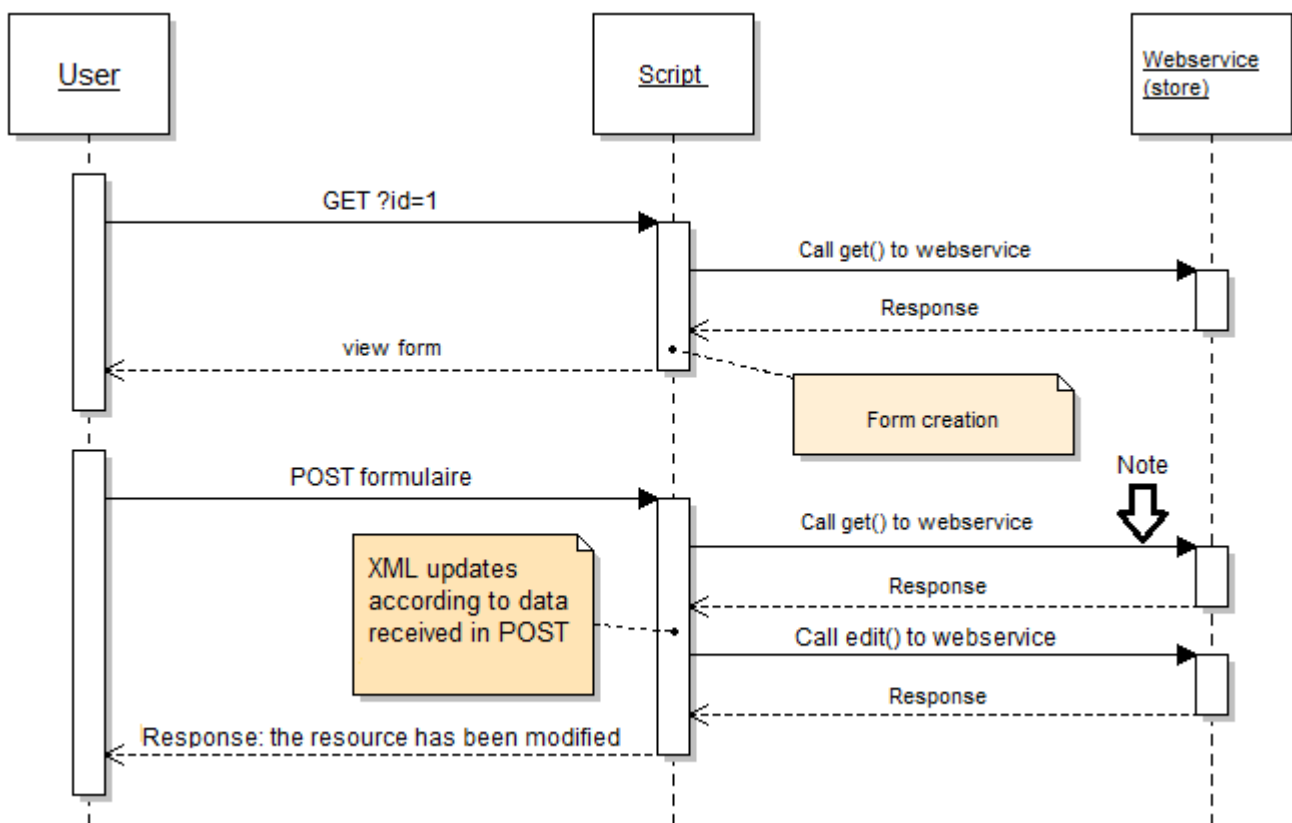 User
Script
Webservice
(store)
GET ?id=1
Call get() to webservice
Response
view form
Form creation
Note
POST formulaire
Call get() to webservice
XML updates
according to data
received in POST
Response
Call edit() to webservice
Response
Response: the resource has been modified